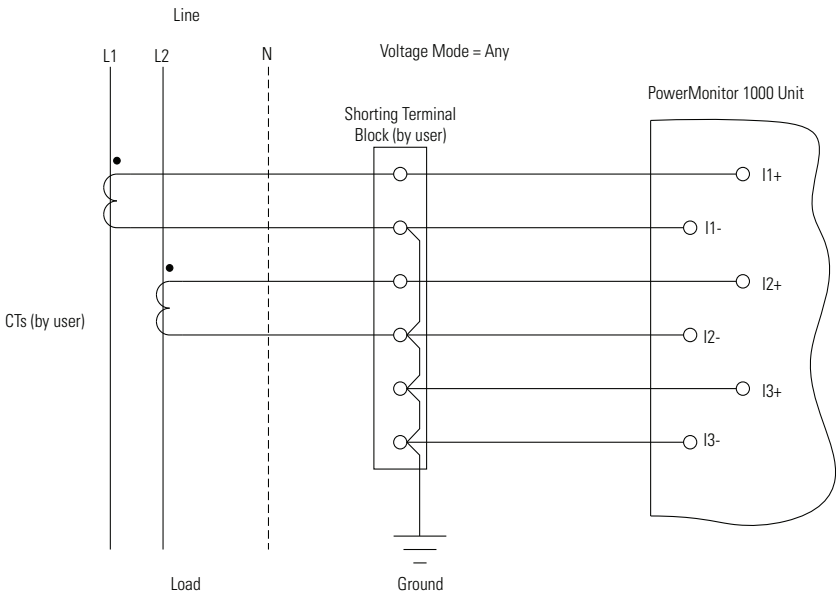 Line
L1
L2
N
Voltage Mode = Any
PowerMonitor 1000 Unit
Shorting Terminal
Block (by user)
I1+
I1-
I2+
CTs (by user)
I2-
I3+
I3-
Load
Ground